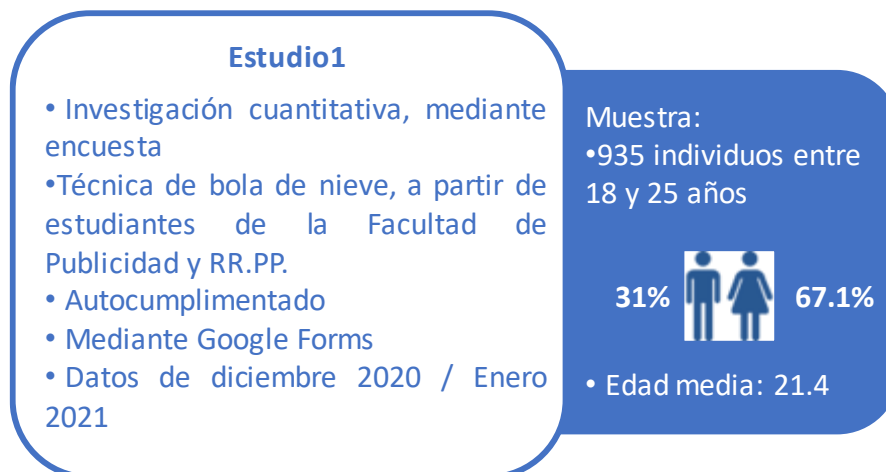 Estudio1
• Investigación cuantitativa, mediante
encuesta
•Técnica de bola de nieve, a partir de
estudiantes de la Facultad de
Publicidad y RR.PP.
• Autocumplimentado
• Mediante Google Forms
• Datos de diciembre 2020 / Enero
2021
Muestra:
•935 individuos entre
18 y 25 años
31% 67.1%
• Edad media: 21.4